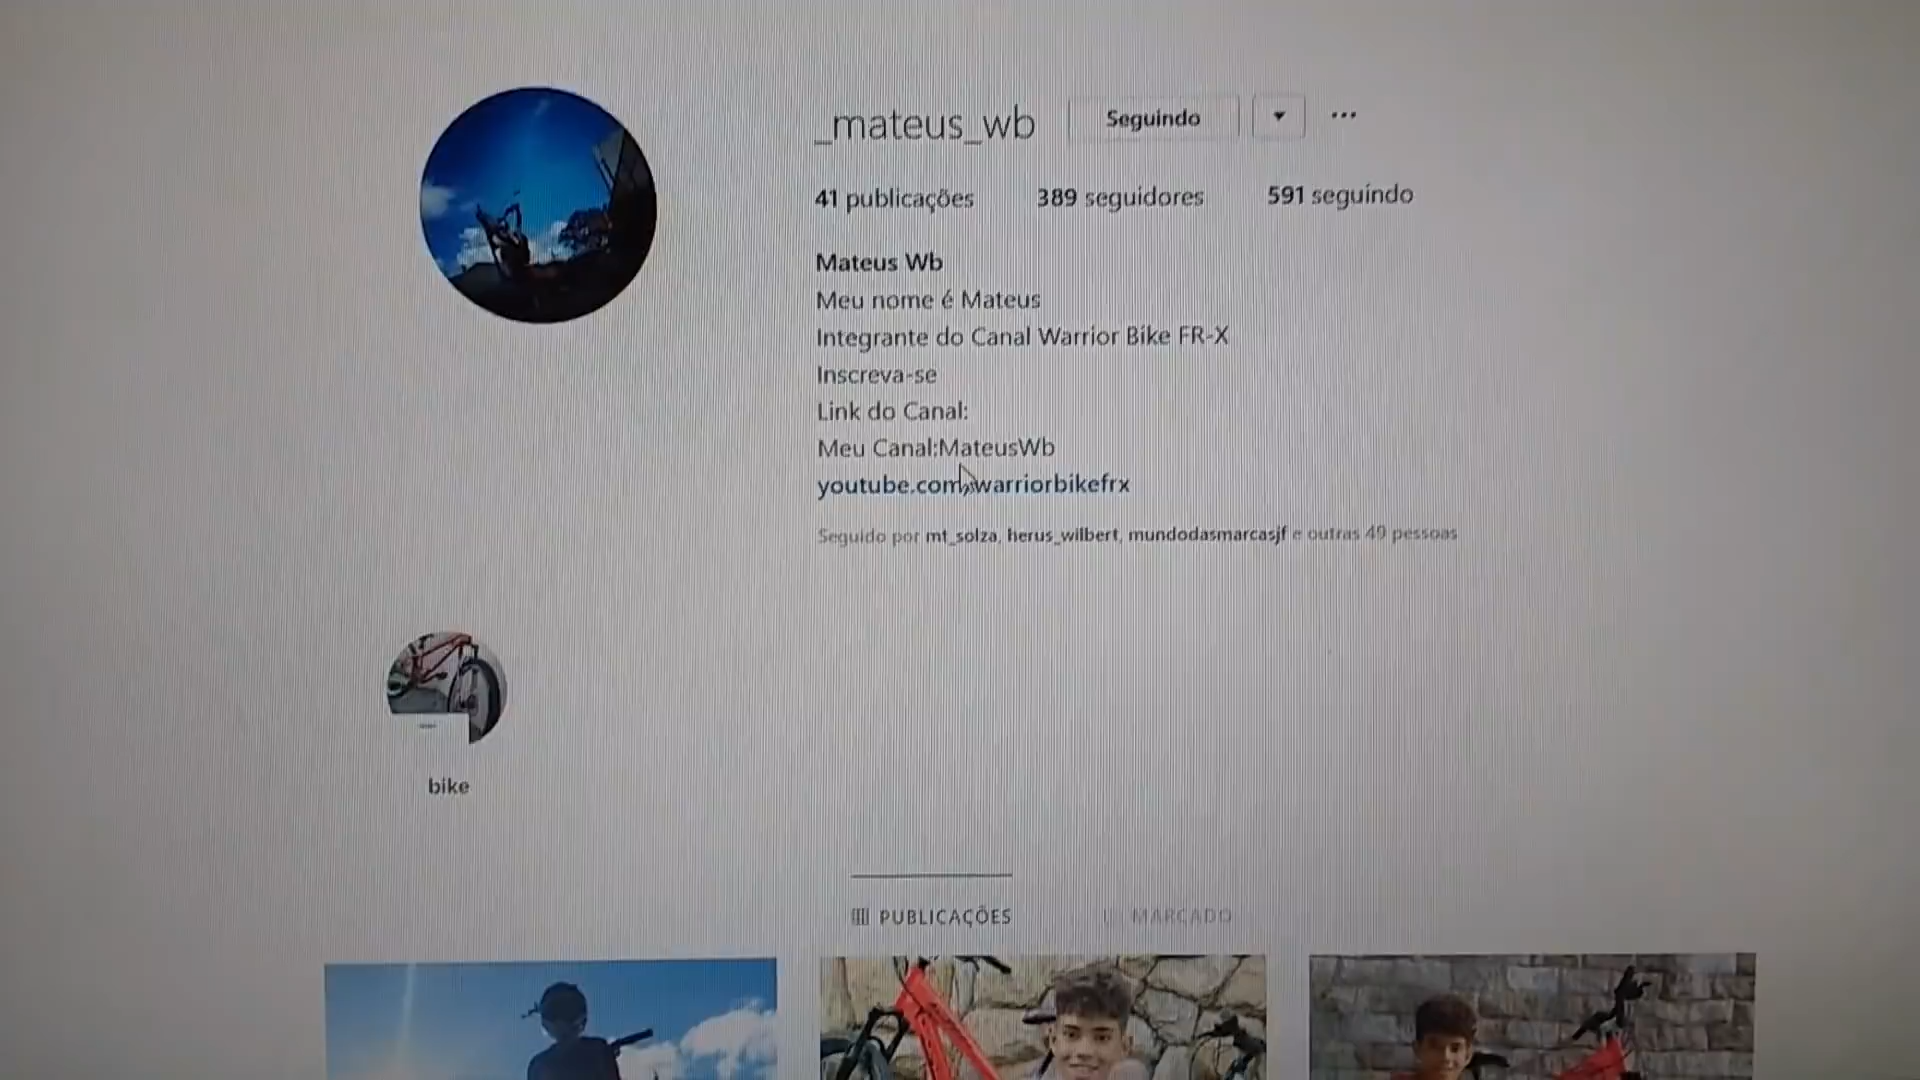 _mateus_wb Seguindo
41 publicações 389 seguidores 591 seguindo
Mateus Wb
Meu nome é Mateus
Integrante do Canal Warrior Bike FR-X
Inscreva-se
Link do Canal:
Meu Canal:MateusWb
youtube.com/warriorbikefrx
Seguido por mt_solza, herus_wilbert, mundodasmarcasjf e outras 49 pessoas
bike
PUBLICAÇÕES MARCADO